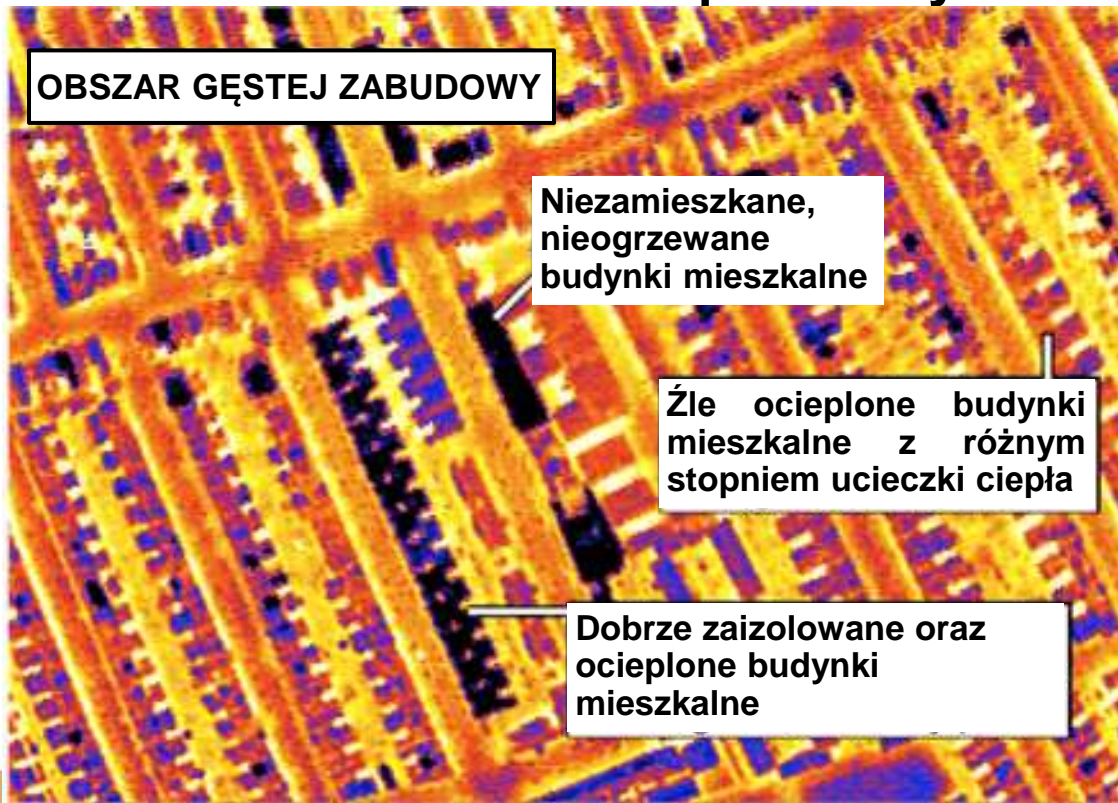 OBSZAR GĘSTEJ ZABUDOWY
Niezamieszkane,
nieogrzewane
budynki mieszkalne
Źle ocieplone budynki
mieszkalne z różnym
stopniem ucieczki ciepła
Dobrze zaizolowane oraz
ocieplone budynki
mieszkalne